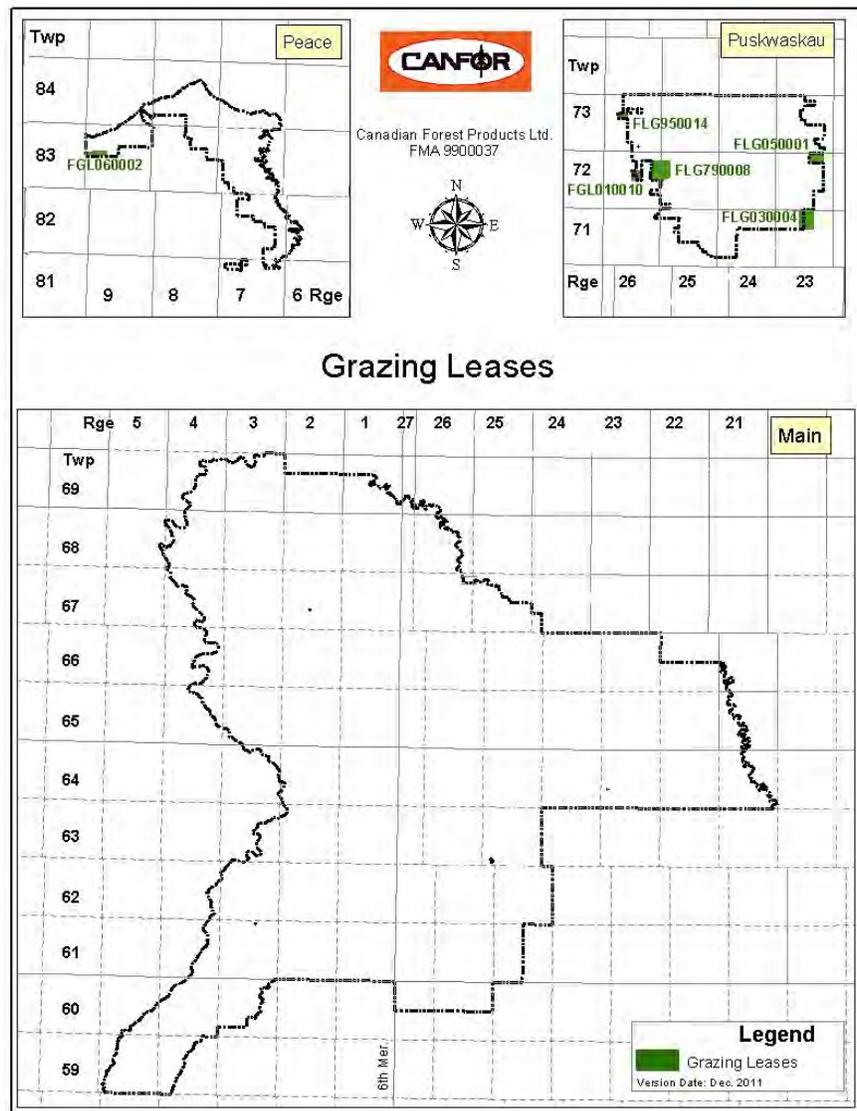 Twp
Peace
84
83
FGL060002
82
81
9 8 7 6 Rge
CANFOR
Canadian Forest Products Ltd.
FMA 9900037
N
W E
S
Puskwaskau
Twp
73
FLG950014
FLG050001
72
FLG790008
FGL010010
FLG030004
71
Rge 26 25 24 23
Grazing Leases
Rge 5 4 3 2 1 27 26 25 24 23 22 21
Main
Twp
69
68
67
66
65
64
63
62
61
60
59
6th Mer.
Legend
Grazing Leases
Version Date: Dec. 2011